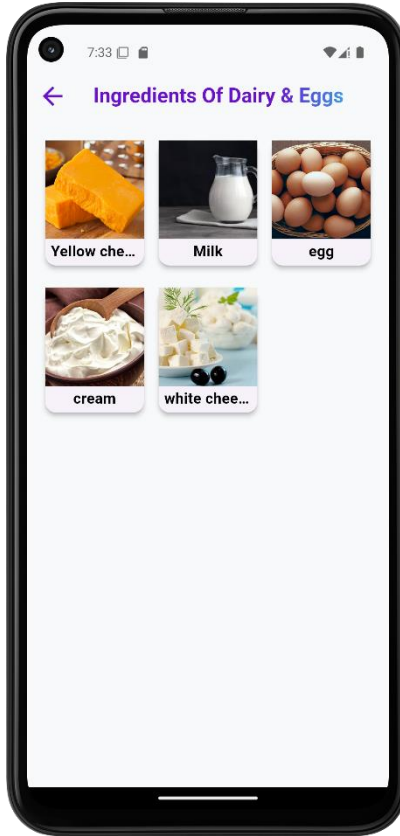 7:33
Ingredients Of Dairy & Eggs
Yellow che...
Milk
egg
cream
white chee...